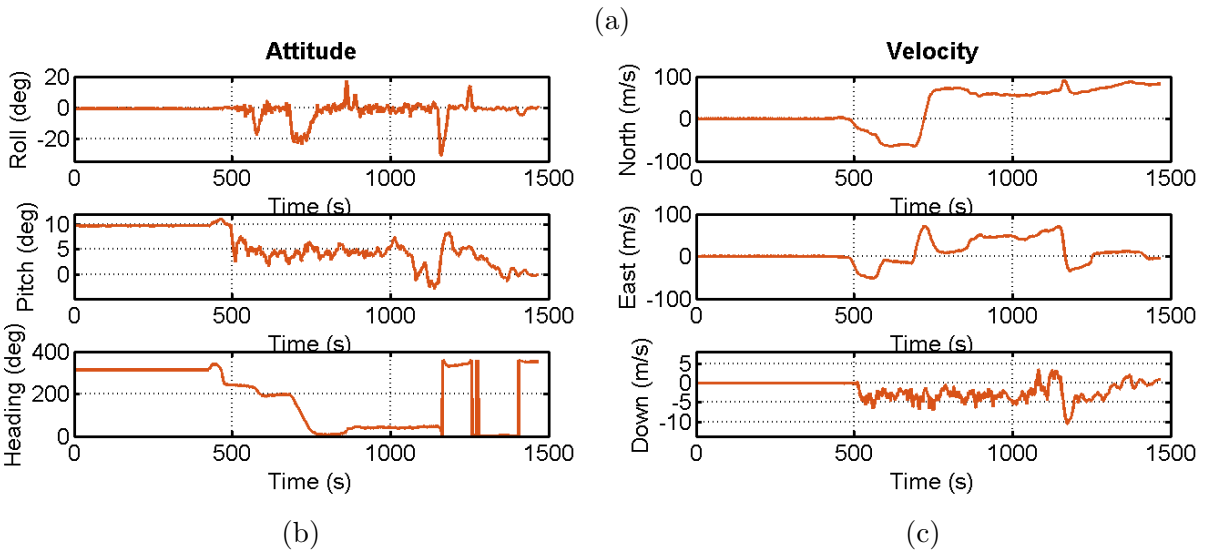 (a)
Attitude
Roll (deg)
20
0
-20
0 500 1000 1500
Time (s)
Pitch (deg)
10
5
0
0 500 1000 1500
Time (s)
Heading (deg)
400
200
0
0 500 1000 1500
Time (s)
(b)
Velocity
North (m/s)
100
0
-100
0 500 1000 1500
Time (s)
East (m/s)
100
0
-100
0 500 1000 1500
Time (s)
Down (m/s)
5
0
-5
-10
0 500 1000 1500
Time (s)
(c)